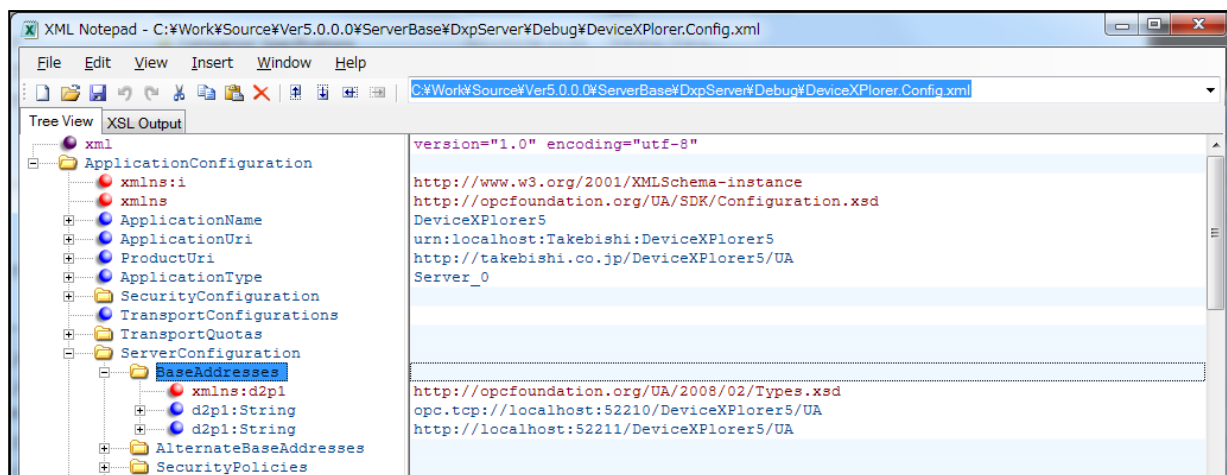 XML Notepad - C:¥Work¥Source¥Ver5.0.0.0¥ServerBase¥DxpServer¥Debug¥DeviceXPlorer.Config.xml
File Edit View Insert Window Help
C:¥Work¥Source¥Ver5.0.0.0¥ServerBase¥DxpServer¥Debug¥DeviceXPlorer.Config.xml
Tree View XSL Output
xml version="1.0" encoding="utf-8"
ApplicationConfiguration
xmlns:i http://www.w3.org/2001/XMLSchema-instance
xmlns http://opcfoundation.org/UA/SDK/Configuration.xsd
ApplicationName DeviceXPlorer5
ApplicationUri urn:localhost:Takebishi:DeviceXPlorer5
ProductUri http://takebishi.co.jp/DeviceXPlorer5/UA
ApplicationType Server_0
SecurityConfiguration
TransportConfigurations
TransportQuotas
ServerConfiguration
BaseAddresses
xmlns:d2p1 http://opcfoundation.org/UA/2008/02/Types.xsd
d2p1:String opc.tcp://localhost:52210/DeviceXPlorer5/UA
d2p1:String http://localhost:52211/DeviceXPlorer5/UA
AlternateBaseAddresses
SecurityPolicies